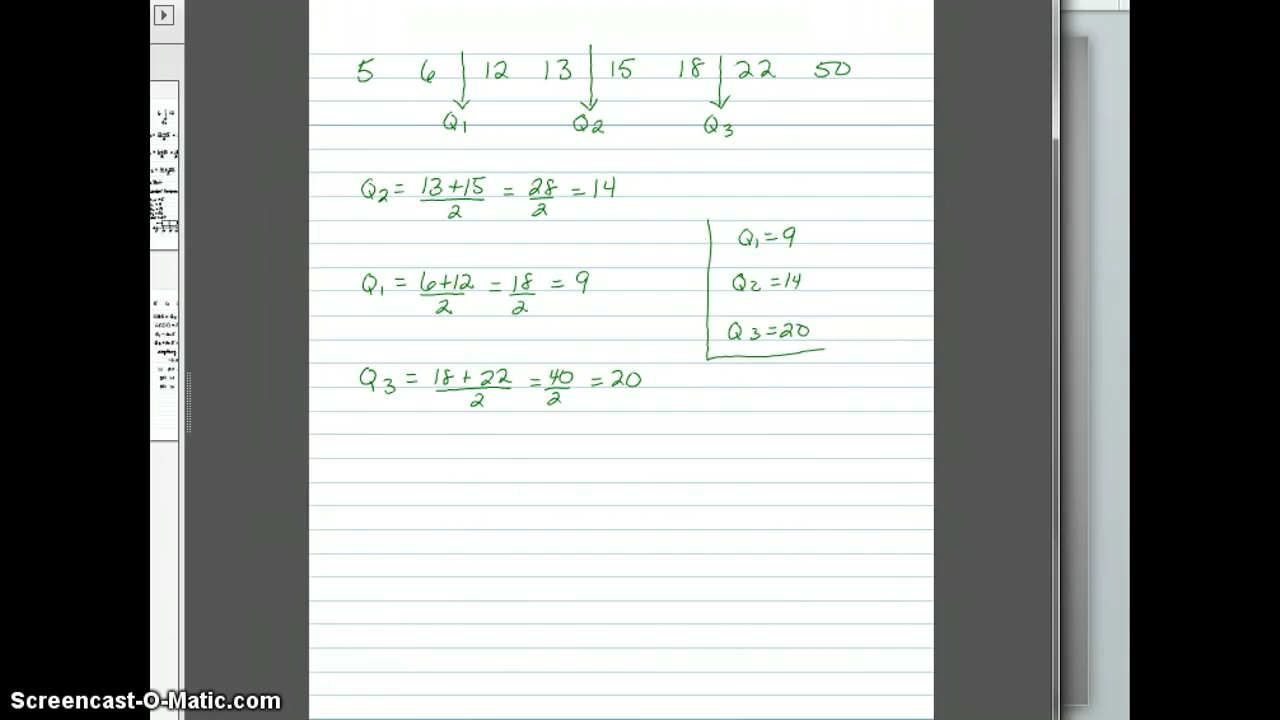 5 6 12 13 15 18 22 50
Q1 Q2 Q3
Q2 = 13+15/2 = 28/2 = 14
Q1 = 9
Q1 = 6+12/2 = 18/2 = 9
Q2 = 14
Q3 = 20
Q3 = 18+22/2 = 40/2 = 20
Screencast-O-Matic.com